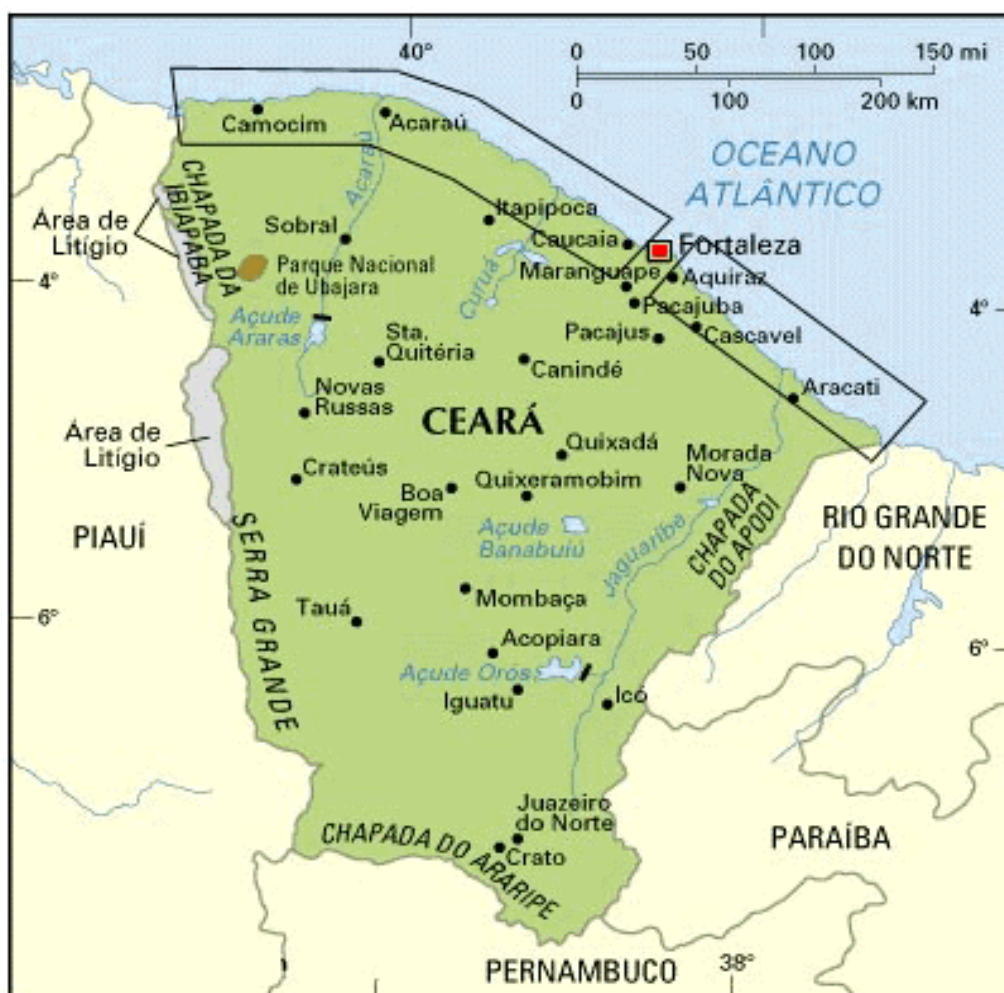 40°
0 50 100 150 mi
0 100 200 km
Camocim
Acaraú
Acaraú
OCEANO
ATLÂNTICO
CHAPADA DA
IBIAPABA
Área de
Litígio
Itapipoca
Sobral
Caucaia
Fortaleza
4°
Parque Nacional
de Ubajara
Curuá
Maranguape
Aquiraz
Pacajuba
4°
Açude
Araras
Sta.
Quitéria
Pacajus
Cascavel
Canindé
Novas
Russas
Aracati
CEARÁ
Área de
Litígio
Quixadá
Morada
Nova
Crateús
Boa
Viagem
Quixeramobim
PIAUÍ
Açude
Banabuiú
Jaguaribe
CHAPADA
DO APODI
RIO GRANDE
DO NORTE
SERRA GRANDE
6°
Tauá
Mombaça
Acopiara
6°
Açude Orós
Iguatu
Icó
Juazeiro
do Norte
Crato
CHAPADA DO ARARIPE
PARAÍBA
PERNAMBUCO
38°